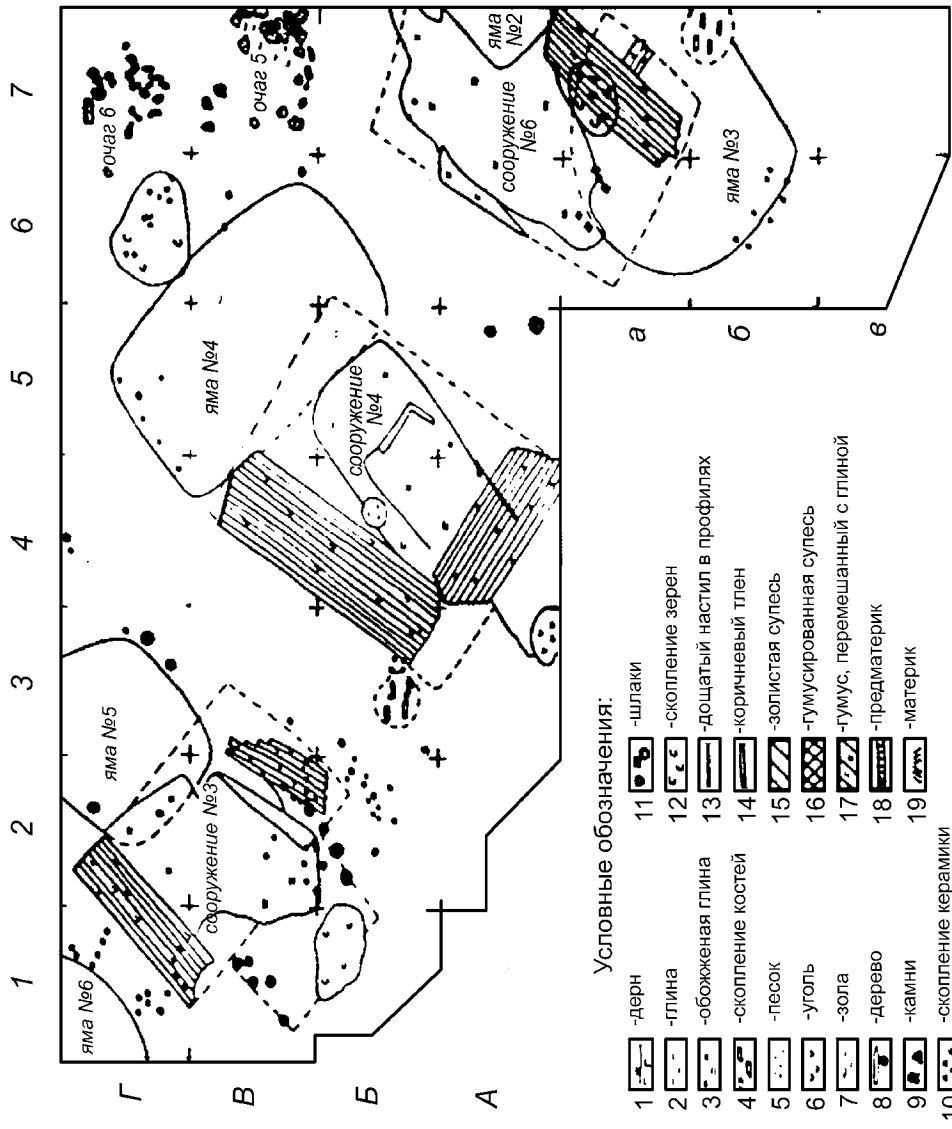 1 2 3 4 5 6 7
Г
В
Б
А
а
б
в
яма №6
яма №5
сооружение №3
яма №4
сооружение
№4
очаг 6
очаг 5
яма
№2
сооружение
№6
яма №3
Условные обозначения:
1 -дерн
2 -глина
3 -обожженая глина
4 -скопление костей
5 -песок
6 -уголь
7 -зола
8 -дерево
9 -камни
10 -скопление керамики
11 -шлаки
12 -скопление зерен
13 -дощатый настил в профилях
14 -коричневый тлен
15 -золистая супесь
16 -гумусированная супесь
17 -гумус, перемешанный с глиной
18 -предматерик
19 -материк